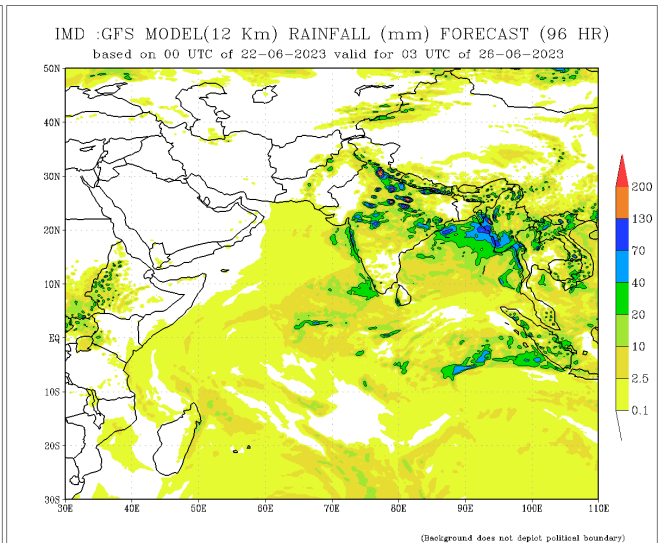 IMD :GFS MODEL(12 Km) RAINFALL (mm) FORECAST (96 HR)
based on 00 UTC of 22-06-2023 valid for 03 UTC of 26-06-2023
50N
40N
30N
20N
10N
EQ
10S
20S
30S
30E 40E 50E 60E 70E 80E 90E 100E 110E
200
130
70
40
20
10
2.5
0.1
(Background does not depict political boundary)